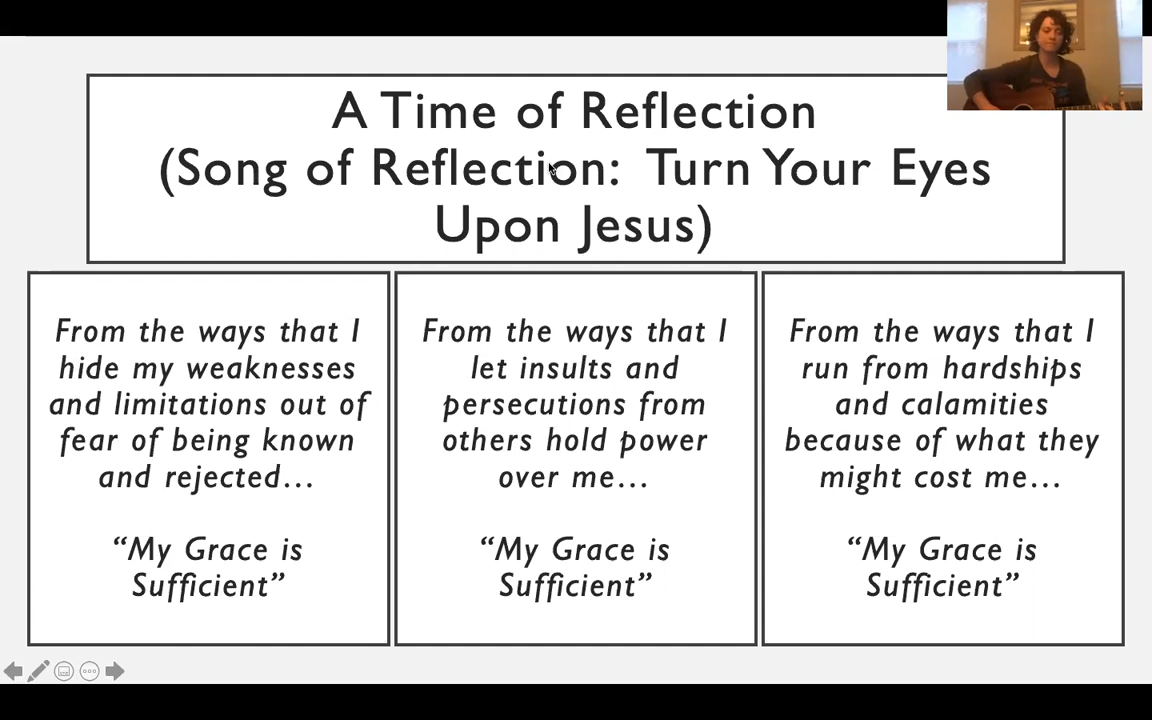 A Time of Reflection
(Song of Reflection: Turn Your Eyes
Upon Jesus)
From the ways that I
hide my weaknesses
and limitations out of
fear of being known
and rejected…
“My Grace is
Sufficient”
From the ways that I
let insults and
persecutions from
others hold power
over me…
“My Grace is
Sufficient”
From the ways that I
run from hardships
and calamities
because of what they
might cost me…
“My Grace is
Sufficient”